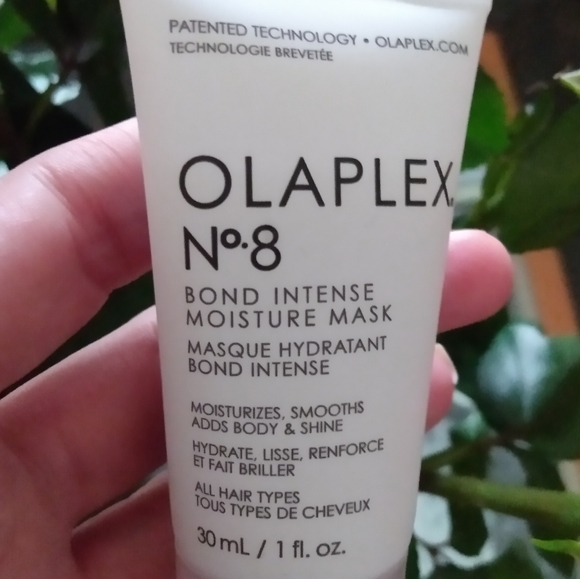 PATENTED TECHNOLOGY • OLAPLEX.COM
TECHNOLOGIE BREVETÉE
OLAPLEX.
Nº.8
BOND INTENSE
MOISTURE MASK
MASQUE HYDRATANT
BOND INTENSE
MOISTURIZES, SMOOTHS
ADDS BODY & SHINE
HYDRATE, LISSE, RENFORCE
ET FAIT BRILLER
ALL HAIR TYPES
TOUS TYPES DE CHEVEUX
30 mL / 1 fl. oz.